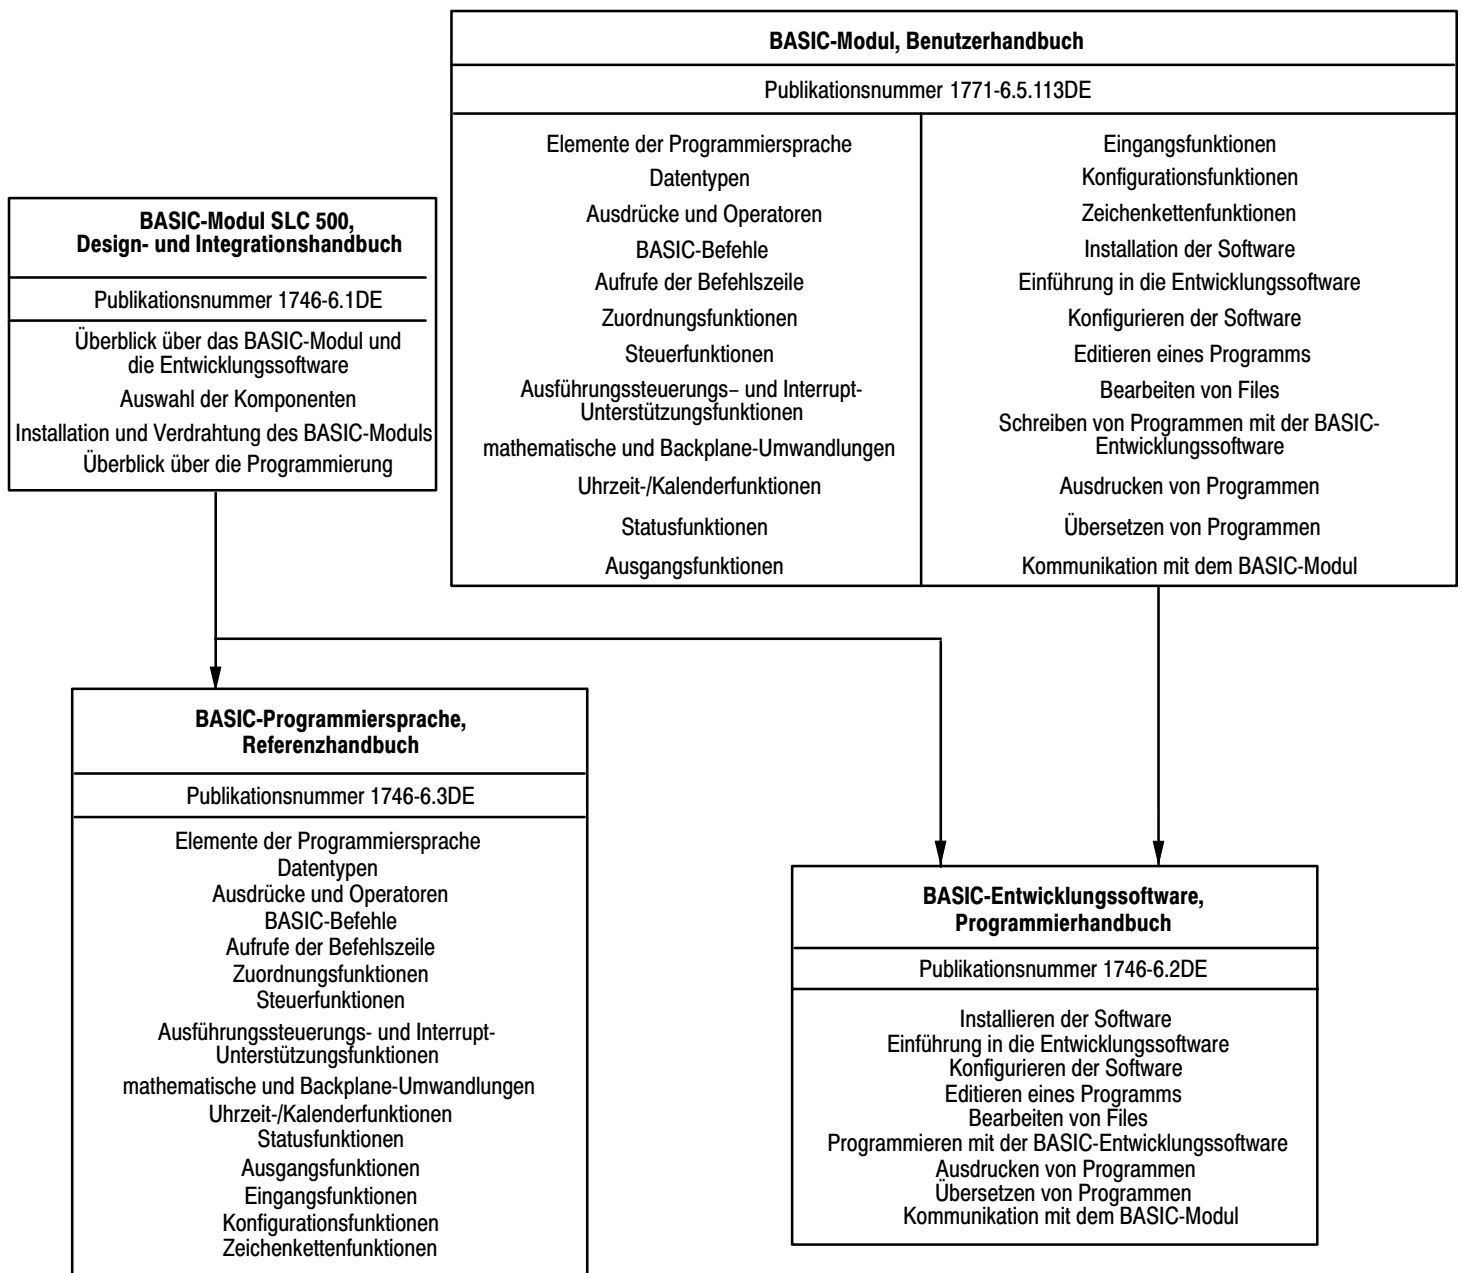 BASIC-Modul, Benutzerhandbuch
Publikationsnummer 1771-6.5.113DE
Elemente der Programmiersprache
Datentypen
Ausdrücke und Operatoren
BASIC-Befehle
Aufrufe der Befehlszeile
Zuordnungsfunktionen
Steuerfunktionen
Ausführungssteuerungs– und Interrupt-
Unterstützungsfunktionen
mathematische und Backplane-Umwandlungen
Uhrzeit-/Kalenderfunktionen
Statusfunktionen
Ausgangsfunktionen
Eingangsfunktionen
Konfigurationsfunktionen
Zeichenkettenfunktionen
Installation der Software
Einführung in die Entwicklungssoftware
Konfigurieren der Software
Editieren eines Programms
Bearbeiten von Files
Schreiben von Programmen mit der BASIC-
Entwicklungssoftware
Ausdrucken von Programmen
Übersetzen von Programmen
Kommunikation mit dem BASIC-Modul
BASIC-Modul SLC 500,
Design- und Integrationshandbuch
Publikationsnummer 1746-6.1DE
Überblick über das BASIC-Modul und
die Entwicklungssoftware
Auswahl der Komponenten
Installation und Verdrahtung des BASIC-Moduls
Überblick über die Programmierung
BASIC-Programmiersprache,
Referenzhandbuch
Publikationsnummer 1746-6.3DE
Elemente der Programmiersprache
Datentypen
Ausdrücke und Operatoren
BASIC-Befehle
Aufrufe der Befehlszeile
Zuordnungsfunktionen
Steuerfunktionen
Ausführungssteuerungs- und Interrupt-
Unterstützungsfunktionen
mathematische und Backplane-Umwandlungen
Uhrzeit-/Kalenderfunktionen
Statusfunktionen
Ausgangsfunktionen
Eingangsfunktionen
Konfigurationsfunktionen
Zeichenkettenfunktionen
BASIC-Entwicklungssoftware,
Programmierhandbuch
Publikationsnummer 1746-6.2DE
Installieren der Software
Einführung in die Entwicklungssoftware
Konfigurieren der Software
Editieren eines Programms
Bearbeiten von Files
Programmieren mit der BASIC-Entwicklungssoftware
Ausdrucken von Programmen
Übersetzen von Programmen
Kommunikation mit dem BASIC-Modul